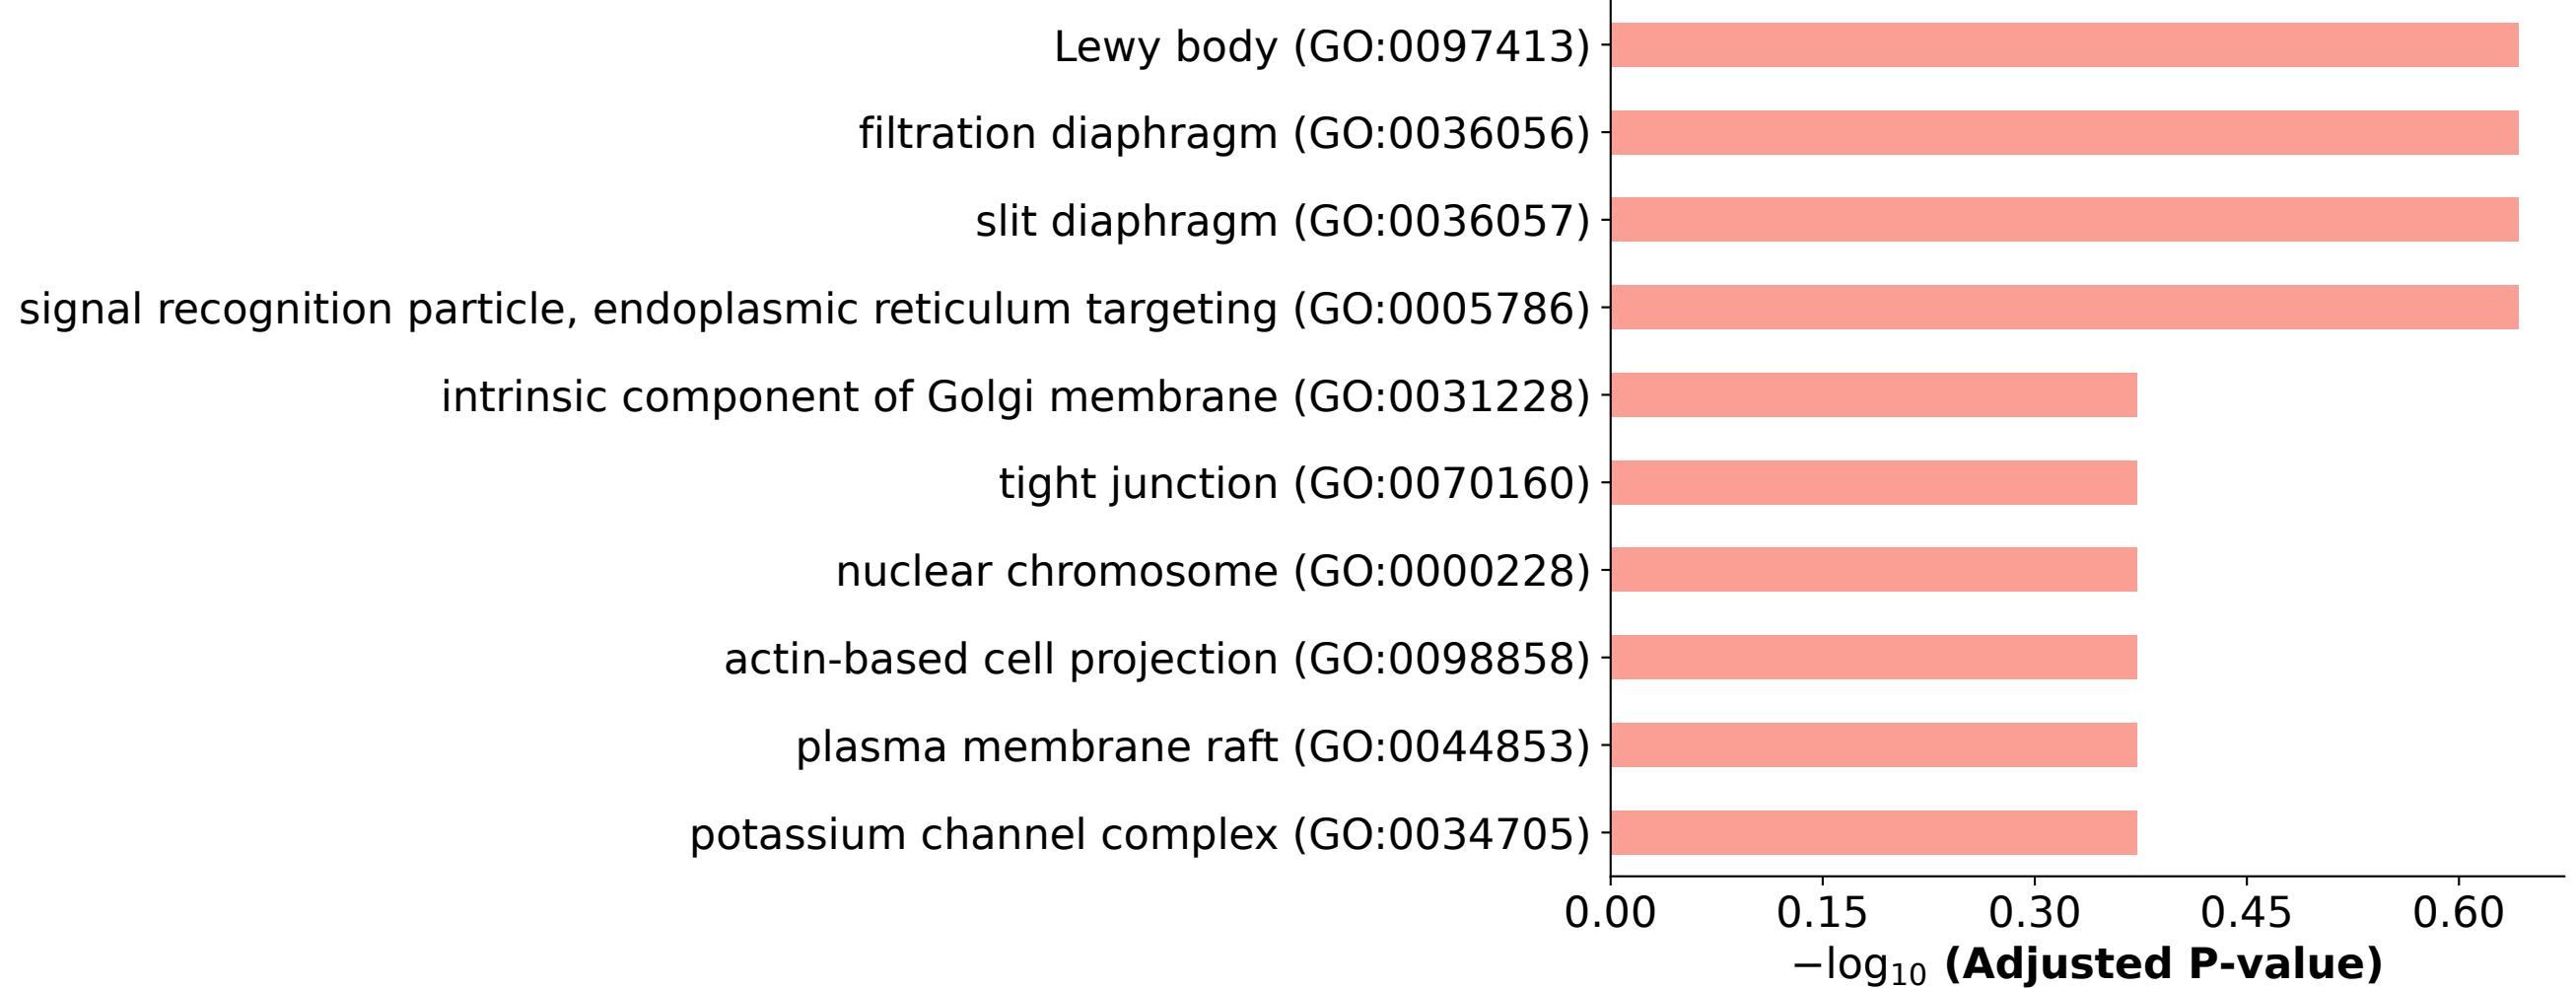 Lewy body (GO:0097413)
filtration diaphragm (GO:0036056)
slit diaphragm (GO:0036057)
signal recognition particle, endoplasmic reticulum targeting (GO:0005786)
intrinsic component of Golgi membrane (GO:0031228)
tight junction (GO:0070160)
nuclear chromosome (GO:0000228)
actin-based cell projection (GO:0098858)
plasma membrane raft (GO:0044853)
potassium channel complex (GO:0034705)
0.00 0.15 0.30 0.45 0.60
−log₁₀ (Adjusted P-value)